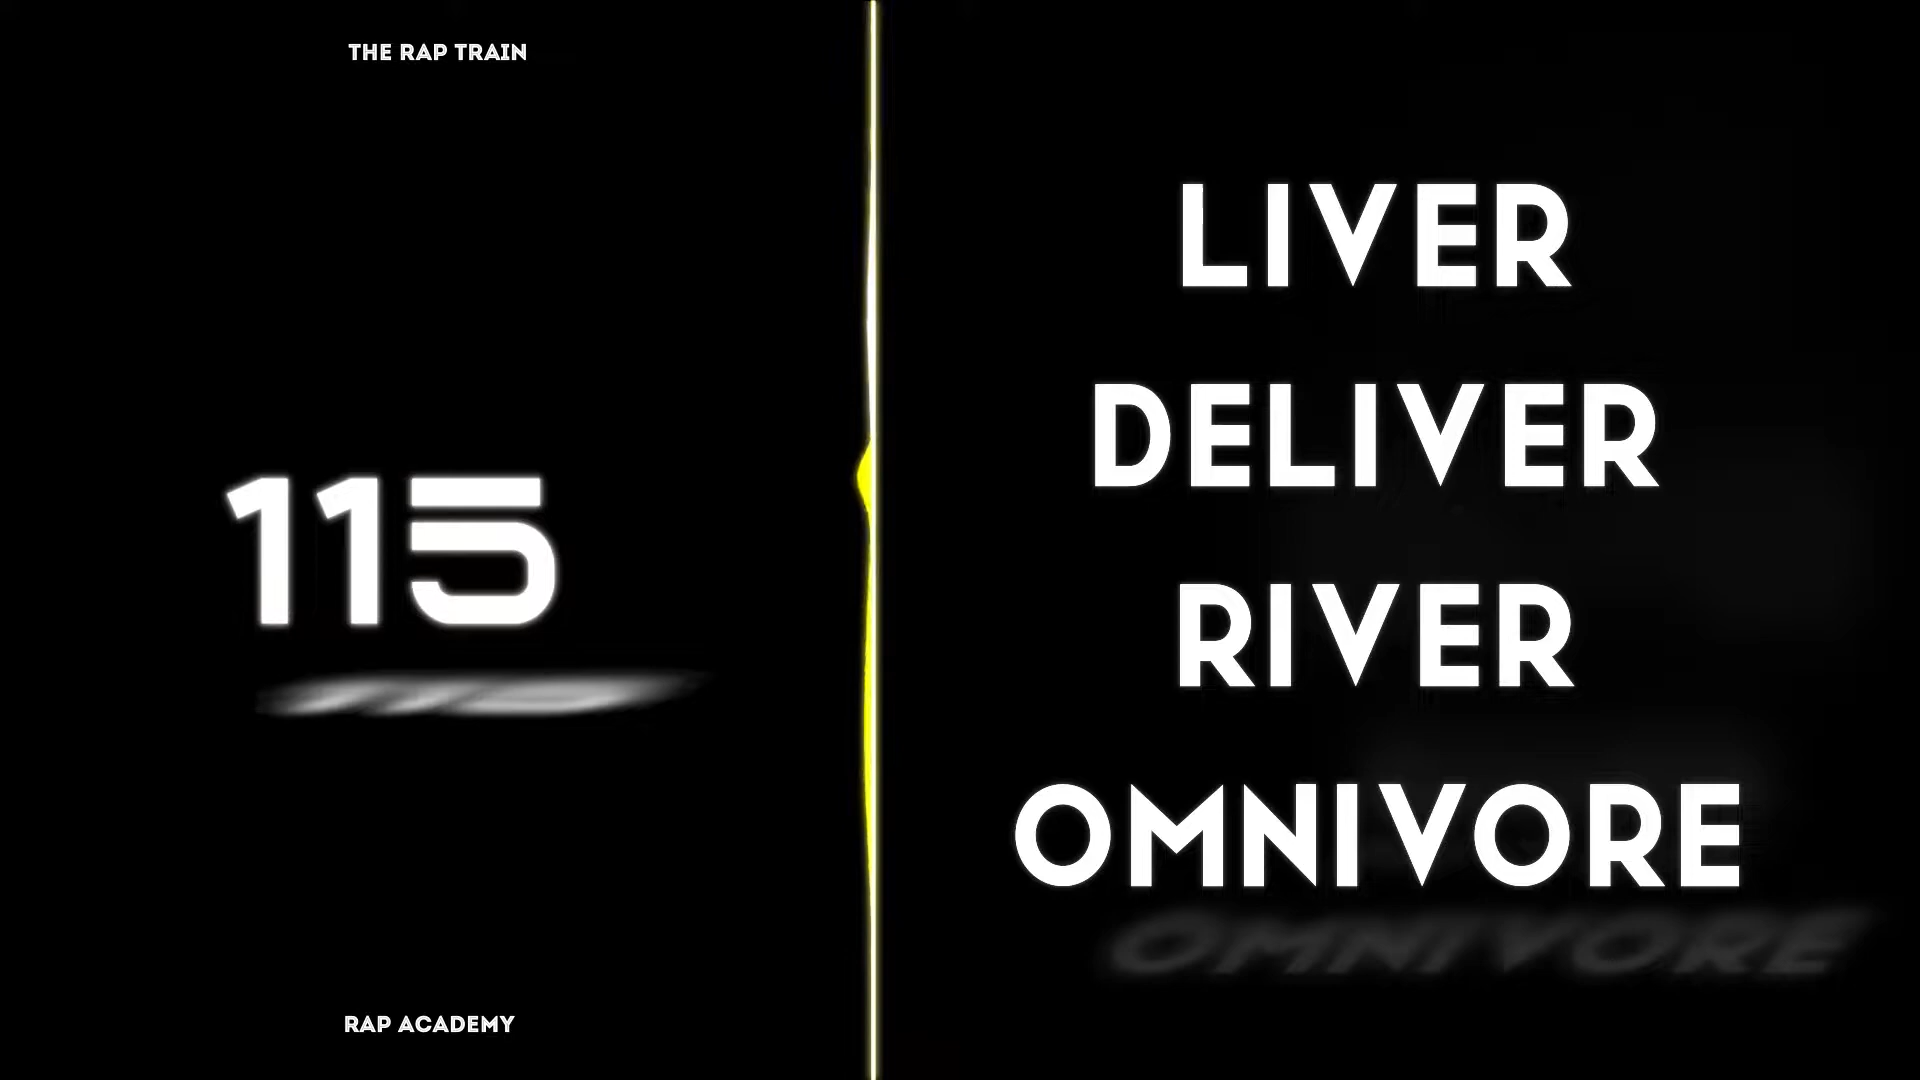 THE RAP TRAIN
115
RAP ACADEMY
LIVER
DELIVER
RIVER
OMNIVORE